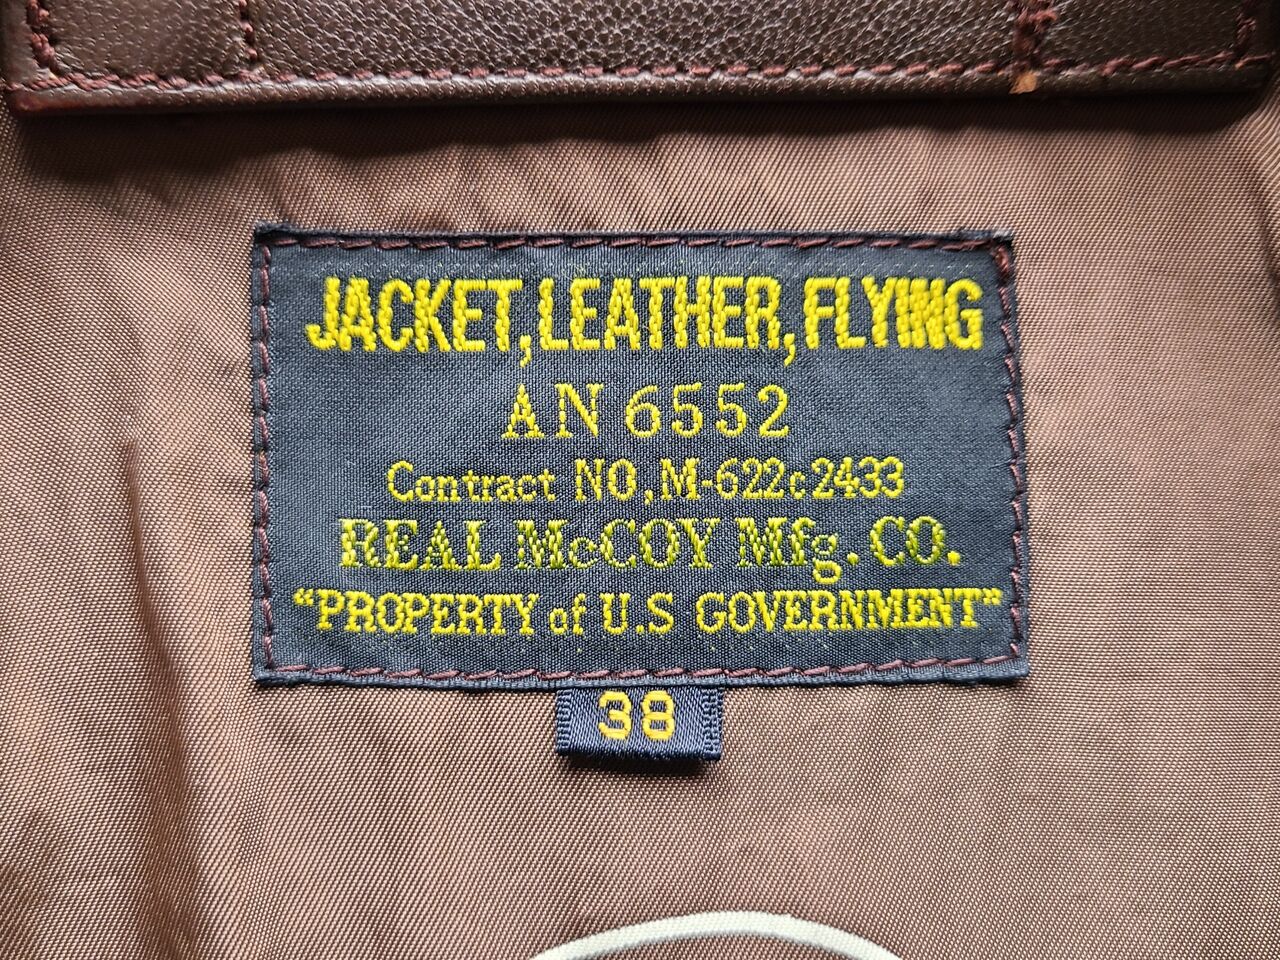 JACKET,LEATHER,FLYING
AN 6552
Contract NO,M-622c2433
REAL McCOY Mfg. CO.
“PROPERTY of U.S GOVERNMENT”
38